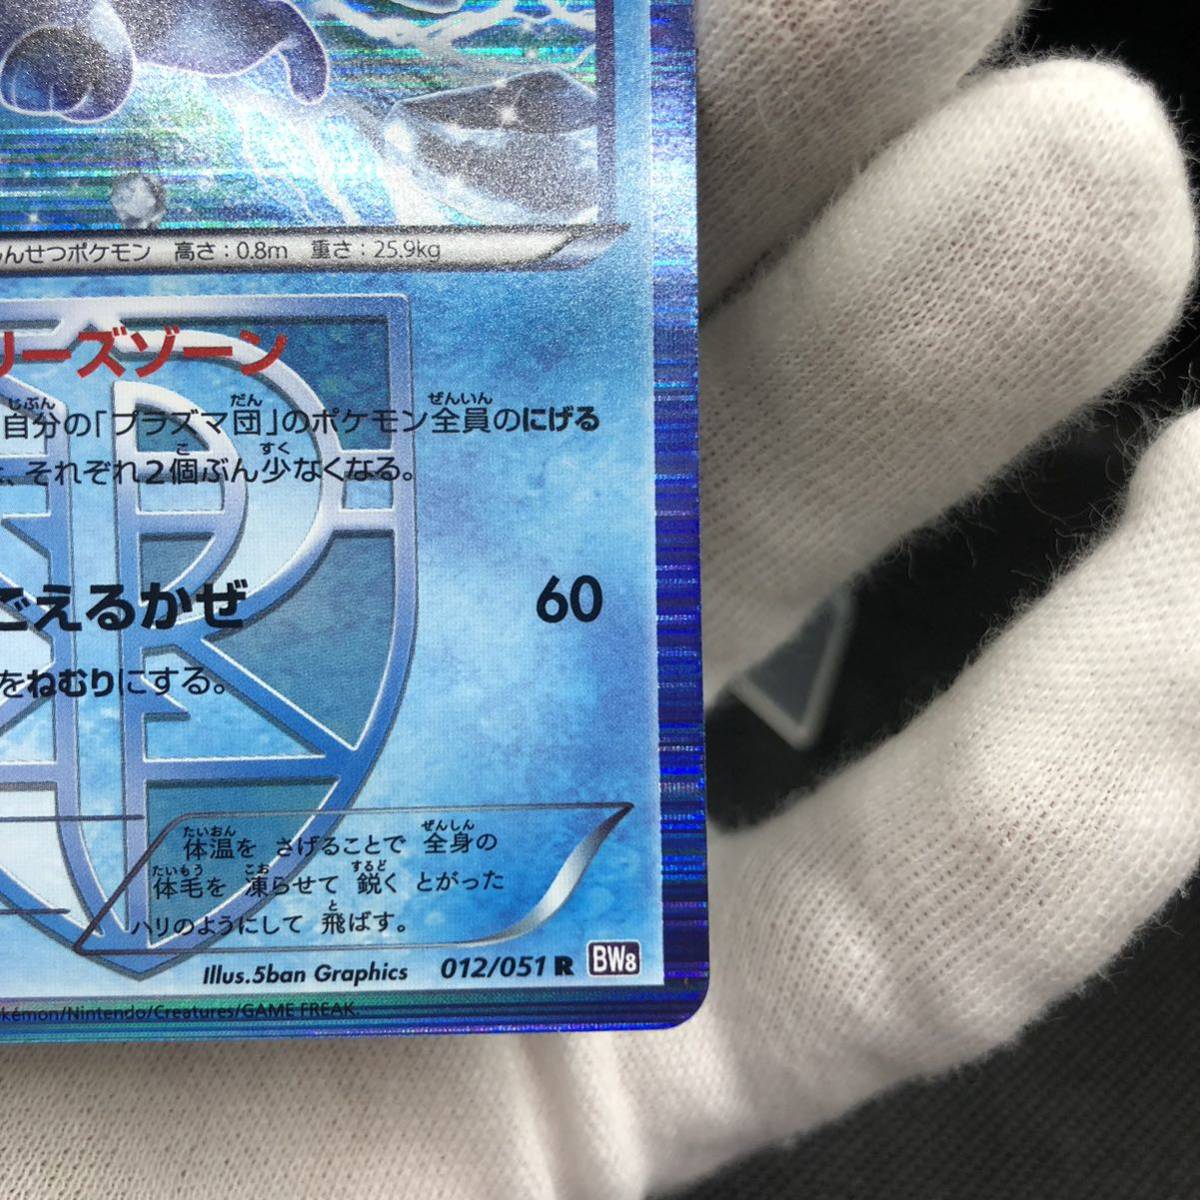 んせつポケモン 高さ：0.8m 重さ：25.9kg
リーズゾーン
自分の「プラズマ団」のポケモン全員のにげる
、それぞれ2個ぶん少なくなる。
ごえるかぜ 60
をねむりにする。
体温を さげることで 全身の
体毛を 凍らせて 鋭く とがった
ハリのようにして 飛ばす。
Illus.5ban Graphics 012/051 R BW8
kémon/Nintendo/Creatures/GAME FREAK.